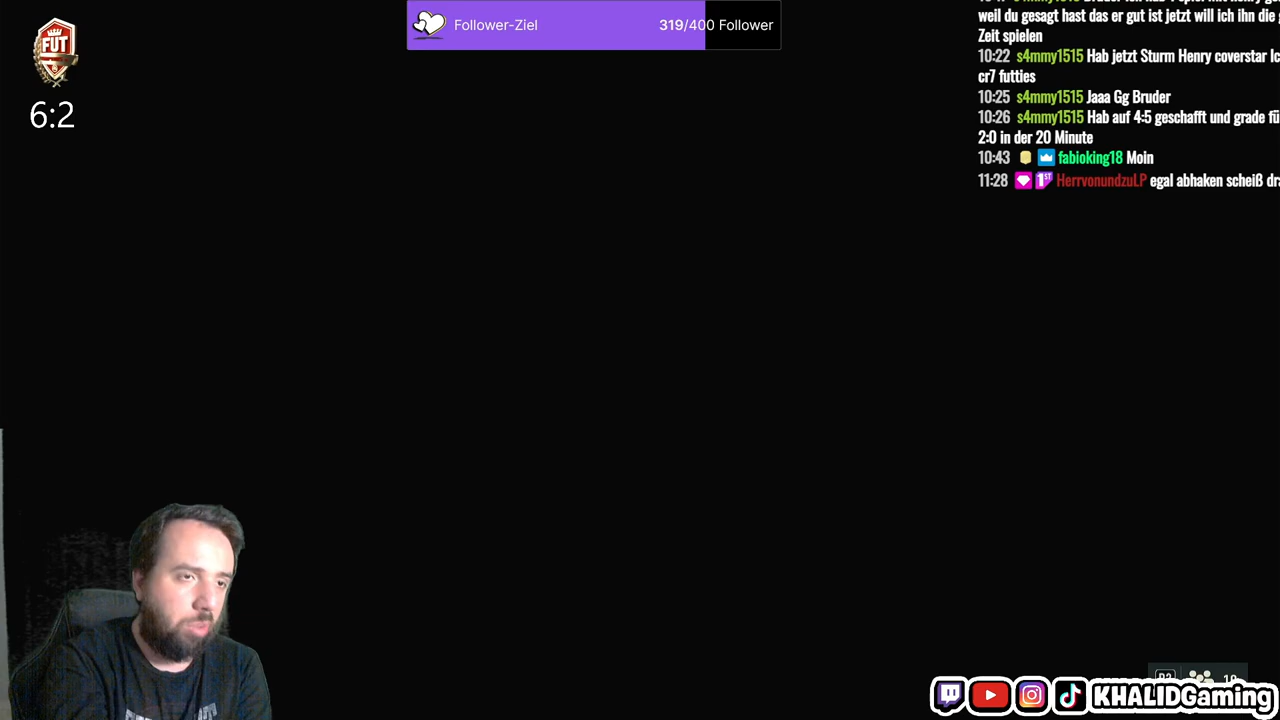 FUT
6:2
Follower-Ziel 319/400 Follower
weil du gesagt hast das er gut ist jetzt will ich ihn die
Zeit spielen
10:22 s4mmy1515 Hab jetzt Sturm Henry coverstar
cr7 futties
10:25 s4mmy1515 Jaaa Gg Bruder
10:26 s4mmy1515 Hab auf 4:5 geschafft und grade
2:0 in der 20 Minute
10:43 fabioking18 Moin
11:28 1ST HerrvonundzuLP egal abhaken scheiß
R2
KHALIDGaming